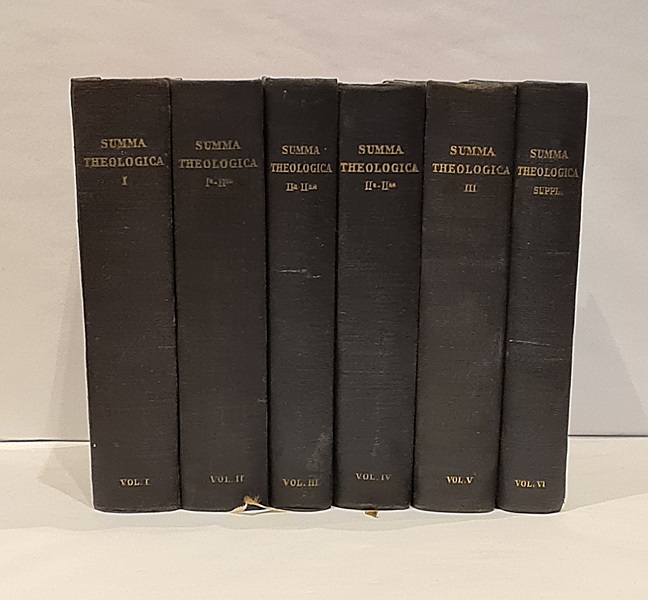 SUMMA
THEOLOGICA
I
VOL. I
SUMMA
THEOLOGICA
Iª-IIªᵉ
VOL. II
SUMMA
THEOLOGICA
IIª IIªᵉ
VOL. III
SUMMA
THEOLOGICA
IIª-IIªᵉ
VOL. IV
SUMMA
THEOLOGICA
III
VOL. V
SUMMA
THEOLOGICA
SUPPL.
VOL. VI